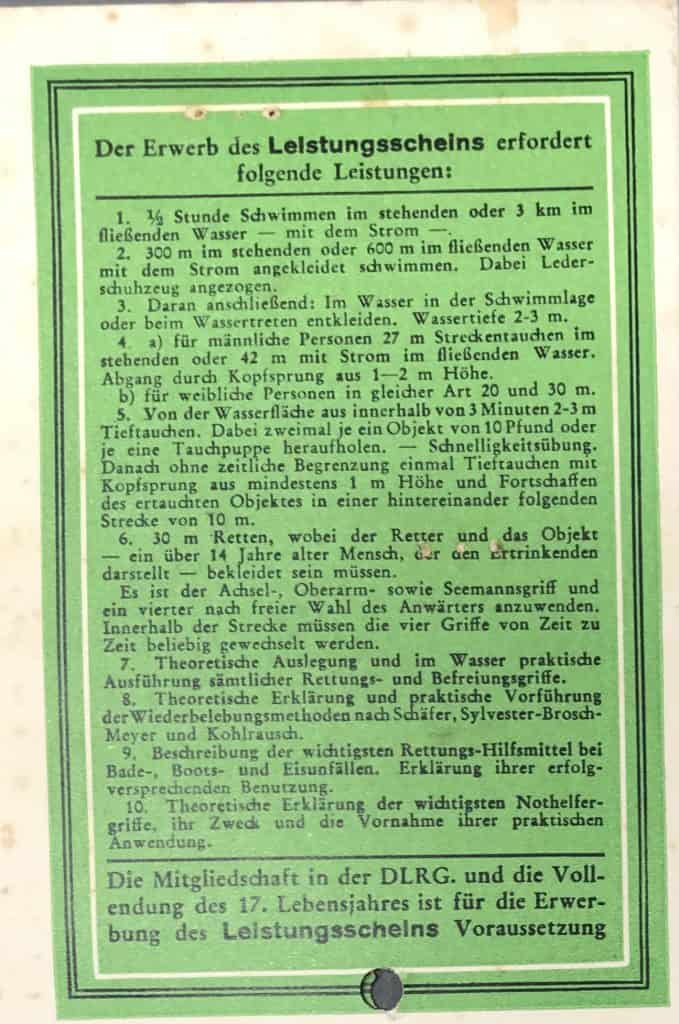 Der Erwerb des Leistungsscheins erfordert
folgende Leistungen:
1. ½ Stunde Schwimmen im stehenden oder 3 km im
fließenden Wasser — mit dem Strom —.
2. 300 m im stehenden oder 600 m im fließenden Wasser
mit dem Strom angekleidet schwimmen. Dabei Leder-
schuhzeug angezogen.
3. Daran anschließend: Im Wasser in der Schwimmlage
oder beim Wassertreten entkleiden. Wassertiefe 2-3 m.
4. a) für männliche Personen 27 m Streckentauchen im
stehenden oder 42 m mit Strom im fließenden Wasser.
Abgang durch Kopfsprung aus 1—2 m Höhe.
b) für weibliche Personen in gleicher Art 20 und 30 m.
5. Von der Wasserfläche aus innerhalb von 3 Minuten 2-3 m
Tieftauchen. Dabei zweimal je ein Objekt von 10 Pfund oder
je eine Tauchpuppe heraufholen. — Schnelligkeitsübung.
Danach ohne zeitliche Begrenzung einmal Tieftauchen mit
Kopfsprung aus mindestens 1 m Höhe und Fortschaffen
des ertauchten Objektes in einer hintereinander folgenden
Strecke von 10 m.
6. 30 m Retten, wobei der Retter und das Objekt
— ein über 14 Jahre alter Mensch, der den Ertrinkenden
darstellt — bekleidet sein müssen.
Es ist der Achsel-, Oberarm- sowie Seemannsgriff und
ein vierter nach freier Wahl des Anwärters anzuwenden.
Innerhalb der Strecke müssen die vier Griffe von Zeit zu
Zeit beliebig gewechselt werden.
7. Theoretische Auslegung und im Wasser praktische
Ausführung sämtlicher Rettungs- und Befreiungsgriffe.
8. Theoretische Erklärung und praktische Vorführung
der Wiederbelebungsmethoden nach Schäfer, Sylvester-Brosch-
Meyer und Kohlrausch.
9. Beschreibung der wichtigsten Rettungs-Hilfsmittel bei
Bade-, Boots- und Eisunfällen. Erklärung ihrer erfolg-
versprechenden Benutzung.
10. Theoretische Erklärung der wichtigsten Nothelfer-
griffe, ihr Zweck und die Vornahme ihrer praktischen
Anwendung.
Die Mitgliedschaft in der DLRG. und die Voll-
endung des 17. Lebensjahres ist für die Erwer-
bung des Leistungsscheins Voraussetzung